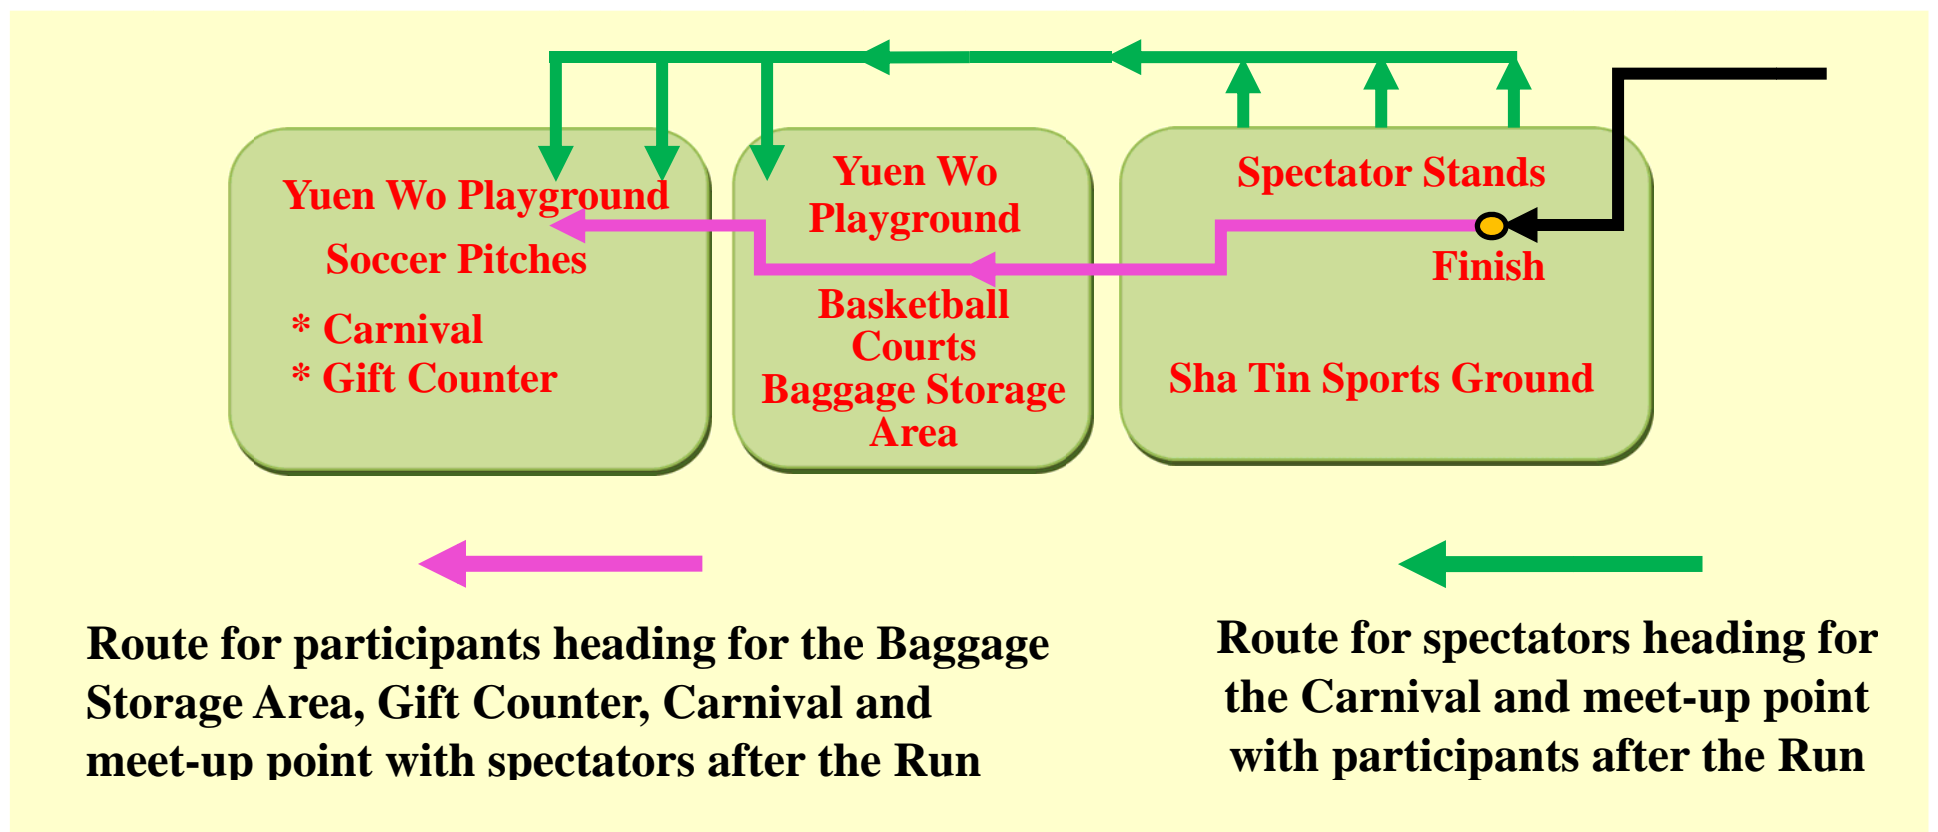 Yuen Wo Playground
Soccer Pitches
* Carnival
* Gift Counter
Yuen Wo
Playground
Basketball
Courts
Baggage Storage
Area
Spectator Stands
Finish
Sha Tin Sports Ground
Route for participants heading for the Baggage
Storage Area, Gift Counter, Carnival and
meet-up point with spectators after the Run
Route for spectators heading for
the Carnival and meet-up point
with participants after the Run